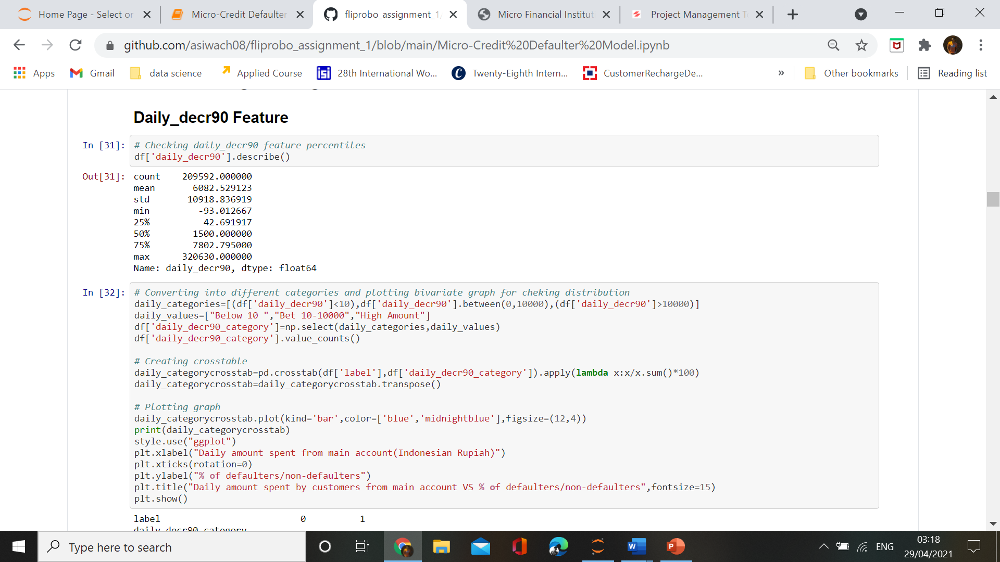 Home Page - Select or
Micro-Credit Defaulter
fliprobo_assignment_1/
Micro Financial Institut
Project Management T
github.com/asiwach08/fliprobo_assignment_1/blob/main/Micro-Credit%20Defaulter%20Model.ipynb
Apps
Gmail
data science
Applied Course
28th International Wo...
Twenty-Eighth Intern...
CustomerRechargeDe...
»
Other bookmarks
Reading list
Daily_decr90 Feature
In [31]:
# Checking daily_decr90 feature percentiles
df['daily_decr90'].describe()
Out[31]:
count    209592.000000
mean       6082.529123
std       10918.836919
min         -93.012667
25%          42.691917
50%        1500.000000
75%        7802.795000
max      320630.000000
Name: daily_decr90, dtype: float64
In [32]:
# Converting into different categories and plotting bivariate graph for cheking distribution
daily_categories=[(df['daily_decr90']<10),df['daily_decr90'].between(0,10000),(df['daily_decr90']>10000)]
daily_values=["Below 10 ","Bet 10-10000","High Amount"]
df['daily_decr90_category']=np.select(daily_categories,daily_values)
df['daily_decr90_category'].value_counts()
# Creating crosstable
daily_categorycrosstab=pd.crosstab(df['label'],df['daily_decr90_category']).apply(lambda x:x/x.sum()*100)
daily_categorycrosstab=daily_categorycrosstab.transpose()
# Plotting graph
daily_categorycrosstab.plot(kind='bar',color=['blue','midnightblue'],figsize=(12,4))
print(daily_categorycrosstab)
style.use("ggplot")
plt.xlabel("Daily amount spent from main account(Indonesian Rupiah)")
plt.xticks(rotation=0)
plt.ylabel("% of defaulters/non-defaulters")
plt.title("Daily amount spent by customers from main account VS % of defaulters/non-defaulters",fontsize=15)
plt.show()
label 0 1
daily_decr90_category
Type here to search
ENG
03:18
29/04/2021